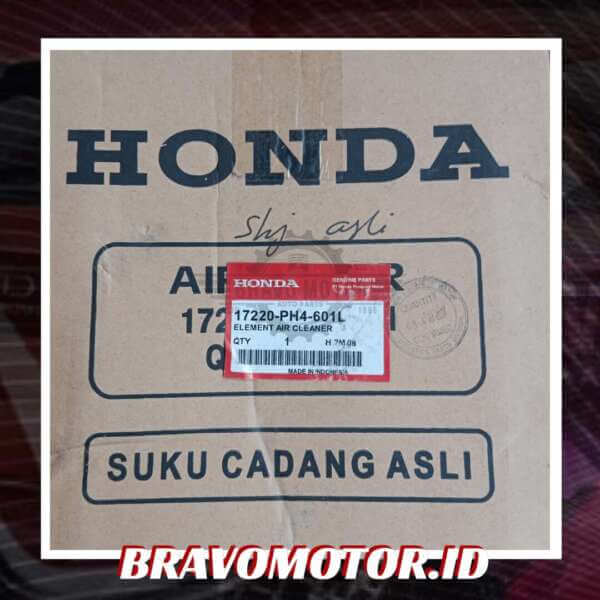 HONDA
Shj asli
AI R
HONDA GENUINE PARTS
17220-PH4-601L
ELEMENT AIR CLEANER
QTY 1
MADE IN INDONESIA
SUKU CADANG ASLI
BRAVOMOTOR.ID